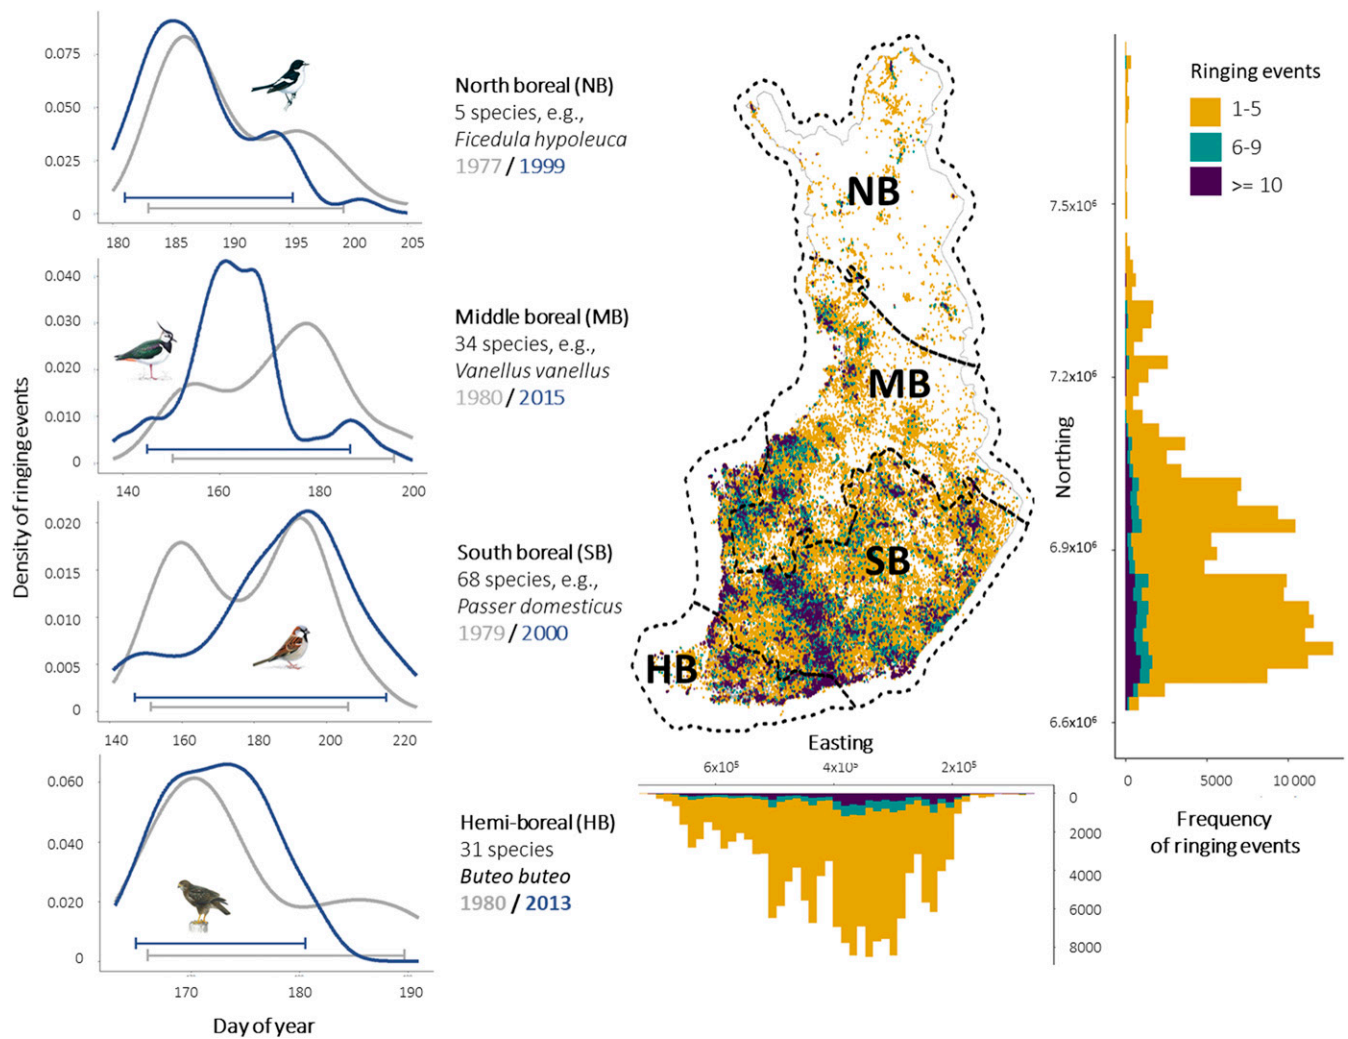 Density of ringing events
0.075
0.050
0.025
0
180 185 190 195 200 205
North boreal (NB)
5 species, e.g.,
Ficedula hypoleuca
1977 / 1999
0.040
0.030
0.020
0.010
0
140 160 180 200
Middle boreal (MB)
34 species, e.g.,
Vanellus vanellus
1980 / 2015
0.020
0.015
0.010
0.005
0
140 160 180 200 220
South boreal (SB)
68 species, e.g.,
Passer domesticus
1979 / 2000
0.060
0.040
0.020
0
170 180 190
Day of year
Hemi-boreal (HB)
31 species
Buteo buteo
1980 / 2013
NB
MB
SB
HB
Easting
6x10⁵ 4x10⁵ 2x10⁵
0
2000
4000
6000
8000
Ringing events
1-5
6-9
>= 10
Northing
7.5x10⁶
7.2x10⁶
6.9x10⁶
6.6x10⁶
0 5000 10 000
Frequency
of ringing events